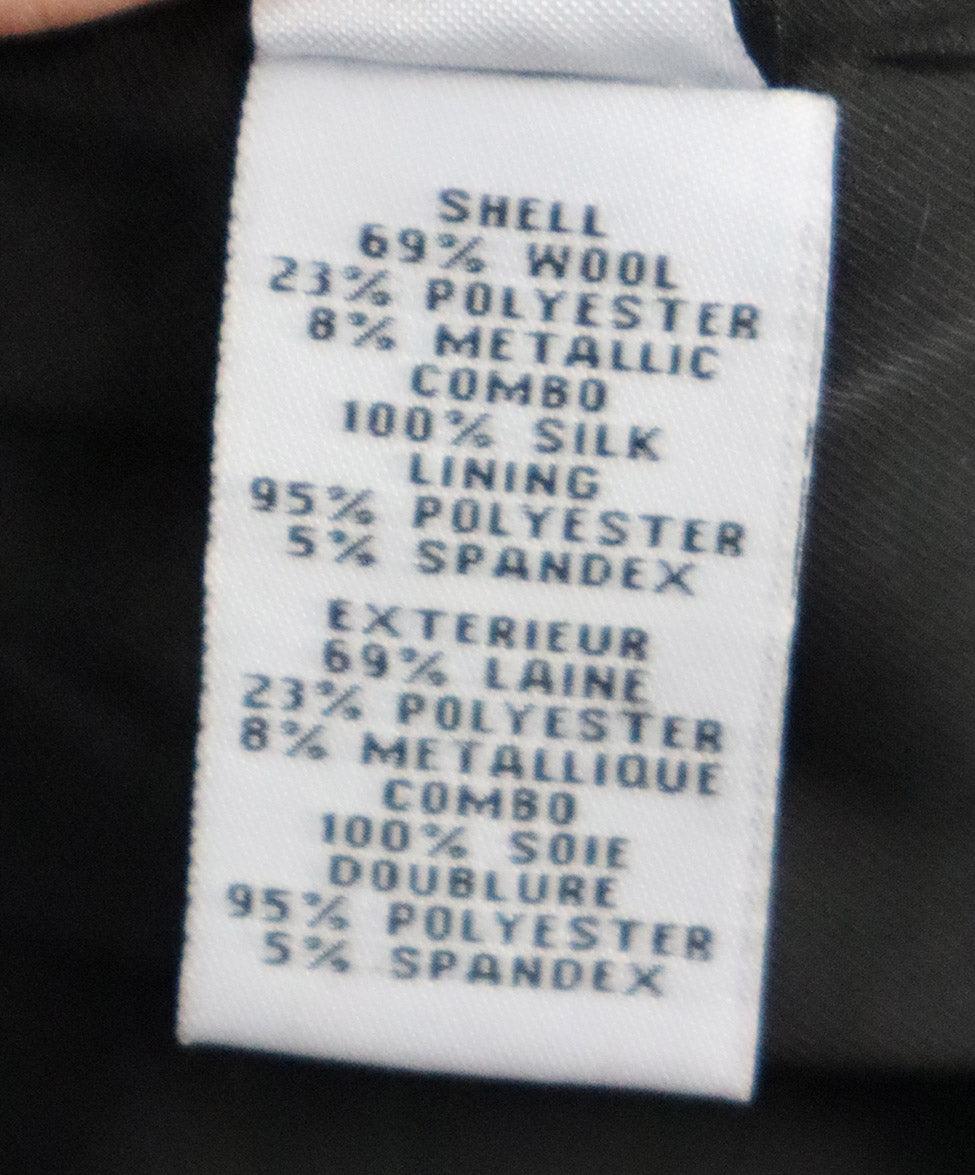 SHELL
69% WOOL
23% POLYESTER
8% METALLIC
COMBO
100% SILK
LINING
95% POLYESTER
5% SPANDEX
EXTERIEUR
69% LAINE
23% POLYESTER
8% METALLIQUE
COMBO
100% SOIE
DOUBLURE
95% POLYESTER
5% SPANDEX